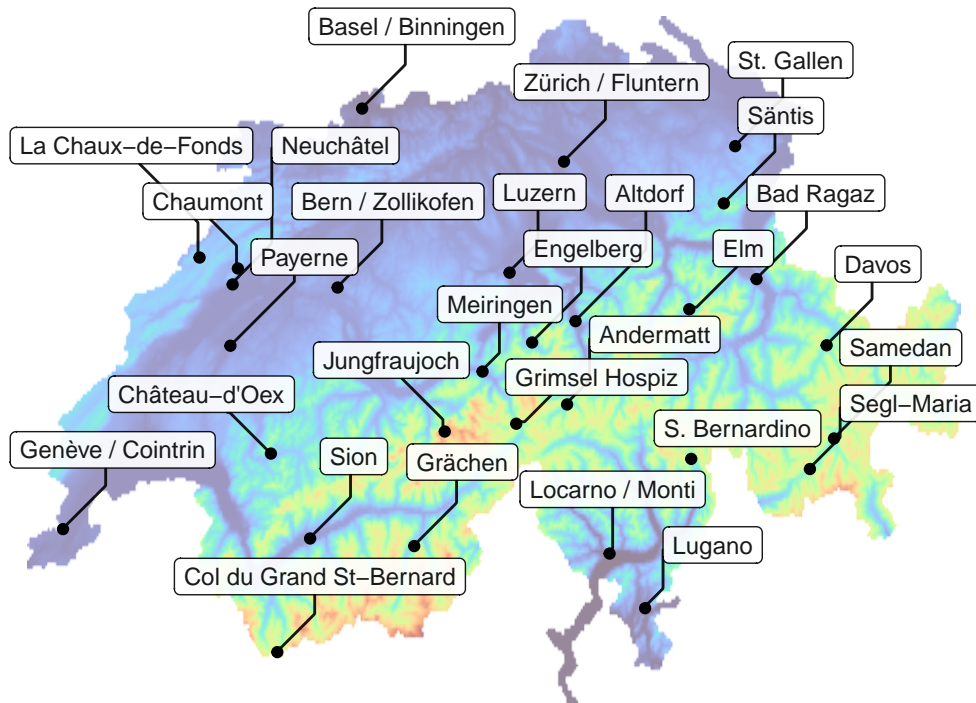 Basel / Binningen
St. Gallen
Zürich / Fluntern
Säntis
La Chaux–de–Fonds
Neuchâtel
Chaumont
Bern / Zollikofen
Luzern
Altdorf
Bad Ragaz
Payerne
Engelberg
Elm
Davos
Meiringen
Andermatt
Jungfraujoch
Samedan
Grimsel Hospiz
Château–d'Oex
Segl–Maria
S. Bernardino
Genève / Cointrin
Sion
Grächen
Locarno / Monti
Lugano
Col du Grand St–Bernard